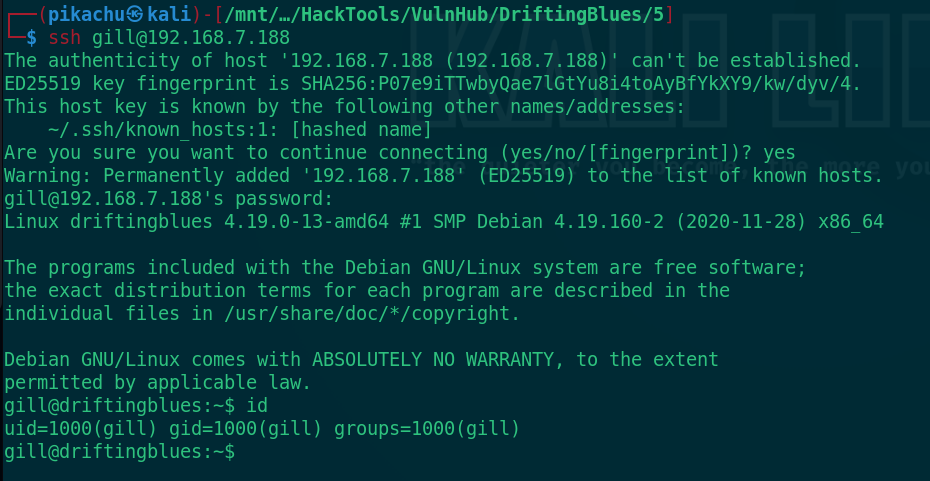 ┌──(pikachu㉿kali)-[/mnt/…/HackTools/VulnHub/DriftingBlues/5]
└─$ ssh gill@192.168.7.188
The authenticity of host '192.168.7.188 (192.168.7.188)' can't be established.
ED25519 key fingerprint is SHA256:P07e9iTTwbyQae7lGtYu8i4toAyBfYkXY9/kw/dyv/4.
This host key is known by the following other names/addresses:
    ~/.ssh/known_hosts:1: [hashed name]
Are you sure you want to continue connecting (yes/no/[fingerprint])? yes
Warning: Permanently added '192.168.7.188' (ED25519) to the list of known hosts.
gill@192.168.7.188's password:
Linux driftingblues 4.19.0-13-amd64 #1 SMP Debian 4.19.160-2 (2020-11-28) x86_64

The programs included with the Debian GNU/Linux system are free software;
the exact distribution terms for each program are described in the
individual files in /usr/share/doc/*/copyright.

Debian GNU/Linux comes with ABSOLUTELY NO WARRANTY, to the extent
permitted by applicable law.
gill@driftingblues:~$ id
uid=1000(gill) gid=1000(gill) groups=1000(gill)
gill@driftingblues:~$